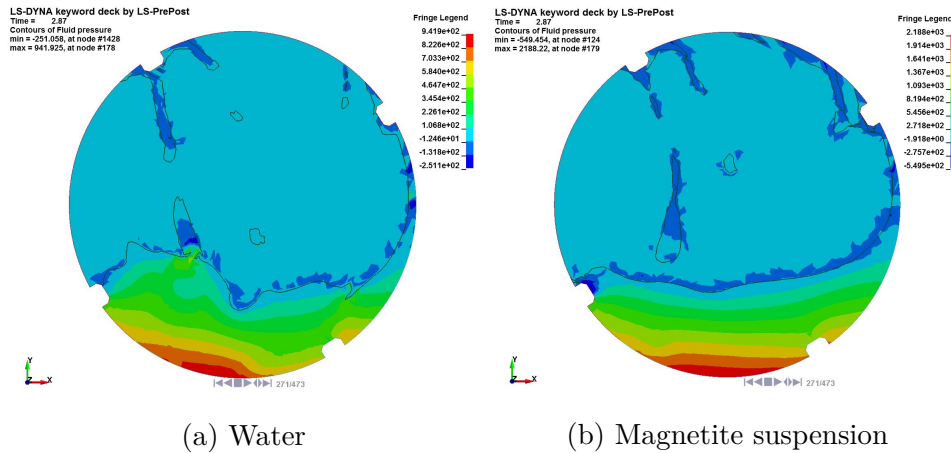 LS-DYNA keyword deck by LS-PrePost
Time = 2.87
Contours of Fluid pressure
min = -251.058, at node #1428
max = 941.925, at node #178
Fringe Legend
9.419e+02
8.226e+02
7.033e+02
5.840e+02
4.647e+02
3.454e+02
2.261e+02
1.068e+02
-1.246e+01
-1.318e+02
-2.511e+02
Y
Z
X
271/473
(a) Water
LS-DYNA keyword deck by LS-PrePost
Time = 2.87
Contours of Fluid pressure
min = -549.454, at node #124
max = 2188.22, at node #179
Fringe Legend
2.188e+03
1.914e+03
1.641e+03
1.367e+03
1.093e+03
8.194e+02
5.456e+02
2.718e+02
-1.918e+00
-2.757e+02
-5.495e+02
Y
Z
X
271/473
(b) Magnetite suspension